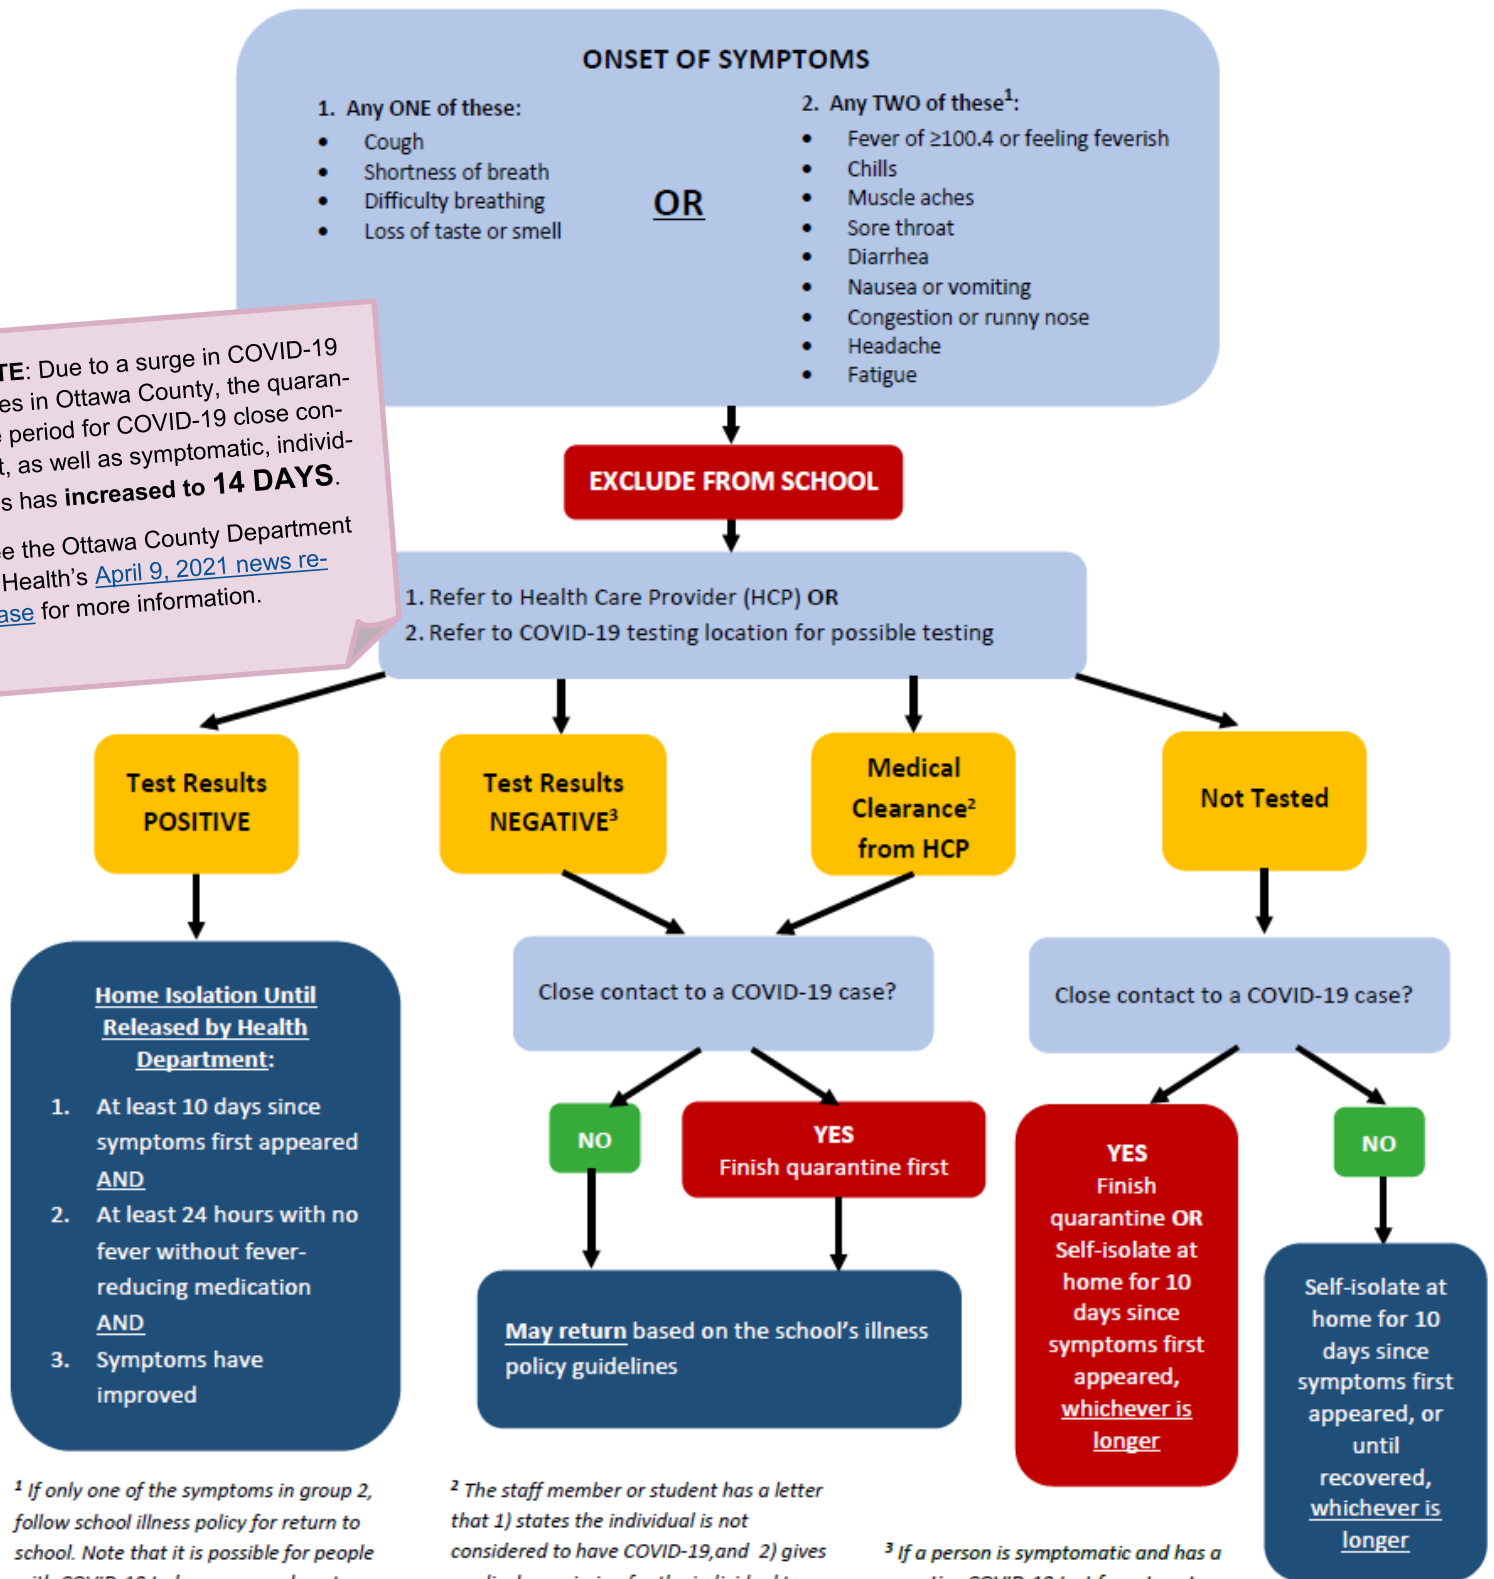 ONSET OF SYMPTOMS
1. Any ONE of these:
• Cough
• Shortness of breath
• Difficulty breathing
• Loss of taste or smell
OR
2. Any TWO of these1:
• Fever of ≥100.4 or feeling feverish
• Chills
• Muscle aches
• Sore throat
• Diarrhea
• Nausea or vomiting
• Congestion or runny nose
• Headache
• Fatigue
TE: Due to a surge in COVID-19
es in Ottawa County, the quaran-
period for COVID-19 close con-
t, as well as symptomatic, individ-
s has increased to 14 DAYS.
e the Ottawa County Department
Health's April 9, 2021 news re-
ase for more information.
EXCLUDE FROM SCHOOL
1. Refer to Health Care Provider (HCP) OR
2. Refer to COVID-19 testing location for possible testing
Test Results
POSITIVE
Test Results
NEGATIVE3
Medical
Clearance2
from HCP
Not Tested
Home Isolation Until
Released by Health
Department:
1. At least 10 days since
symptoms first appeared
AND
2. At least 24 hours with no
fever without fever-
reducing medication
AND
3. Symptoms have
improved
Close contact to a COVID-19 case?
NO
YES
Finish quarantine first
May return based on the school's illness
policy guidelines
Close contact to a COVID-19 case?
YES
Finish
quarantine OR
Self-isolate at
home for 10
days since
symptoms first
appeared,
whichever is
longer
NO
Self-isolate at
home for 10
days since
symptoms first
appeared, or
until
recovered,
whichever is
longer
1 If only one of the symptoms in group 2,
follow school illness policy for return to
school. Note that it is possible for people
2 The staff member or student has a letter
that 1) states the individual is not
considered to have COVID-19,and 2) gives
3 If a person is symptomatic and has a